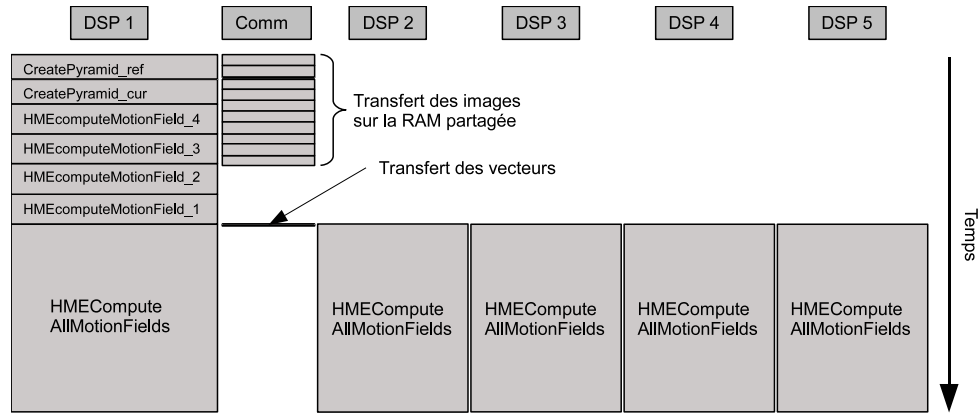 DSP 1
Comm
DSP 2
DSP 3
DSP 4
DSP 5
CreatePyramid_ref
CreatePyramid_cur
HMEcomputeMotionField_4
HMEcomputeMotionField_3
HMEcomputeMotionField_2
HMEcomputeMotionField_1
Transfert des images
sur la RAM partagée
Transfert des vecteurs
Temps
HMECompute
AllMotionFields
HMECompute
AllMotionFields
HMECompute
AllMotionFields
HMECompute
AllMotionFields
HMECompute
AllMotionFields